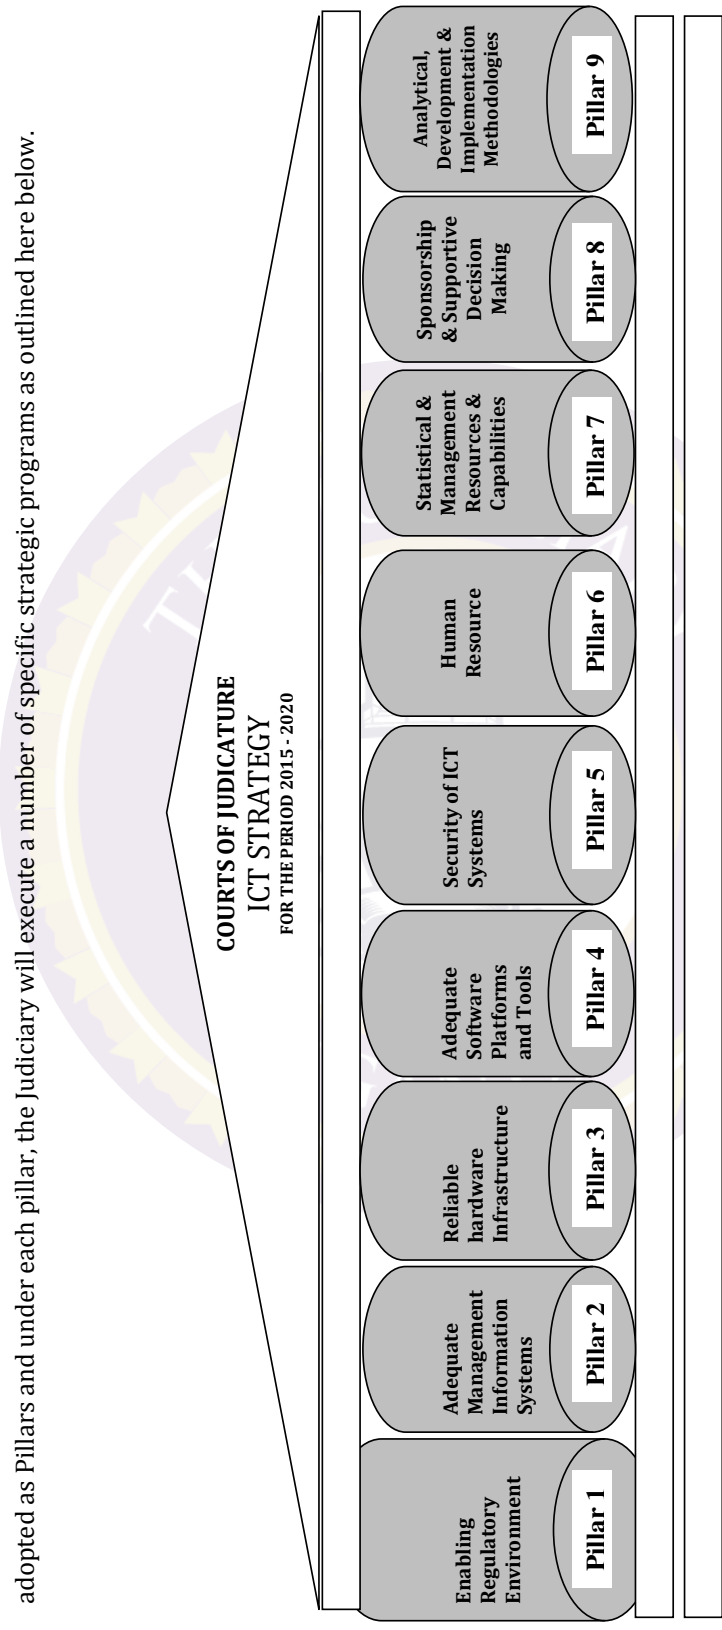 adopted as Pillars and under each pillar, the Judiciary will execute a number of specific strategic programs as outlined here below.
COURTS OF JUDICATURE
ICT STRATEGY
FOR THE PERIOD 2015 - 2020
Enabling
Regulatory
Environment
Pillar 1
Adequate
Management
Information
Systems
Pillar 2
Reliable
hardware
Infrastructure
Pillar 3
Adequate
Software
Platforms
and Tools
Pillar 4
Security of ICT
Systems
Pillar 5
Human
Resource
Pillar 6
Statistical &
Management
Resources &
Capabilities
Pillar 7
Sponsorship
& Supportive
Decision
Making
Pillar 8
Analytical,
Development &
Implementation
Methodologies
Pillar 9